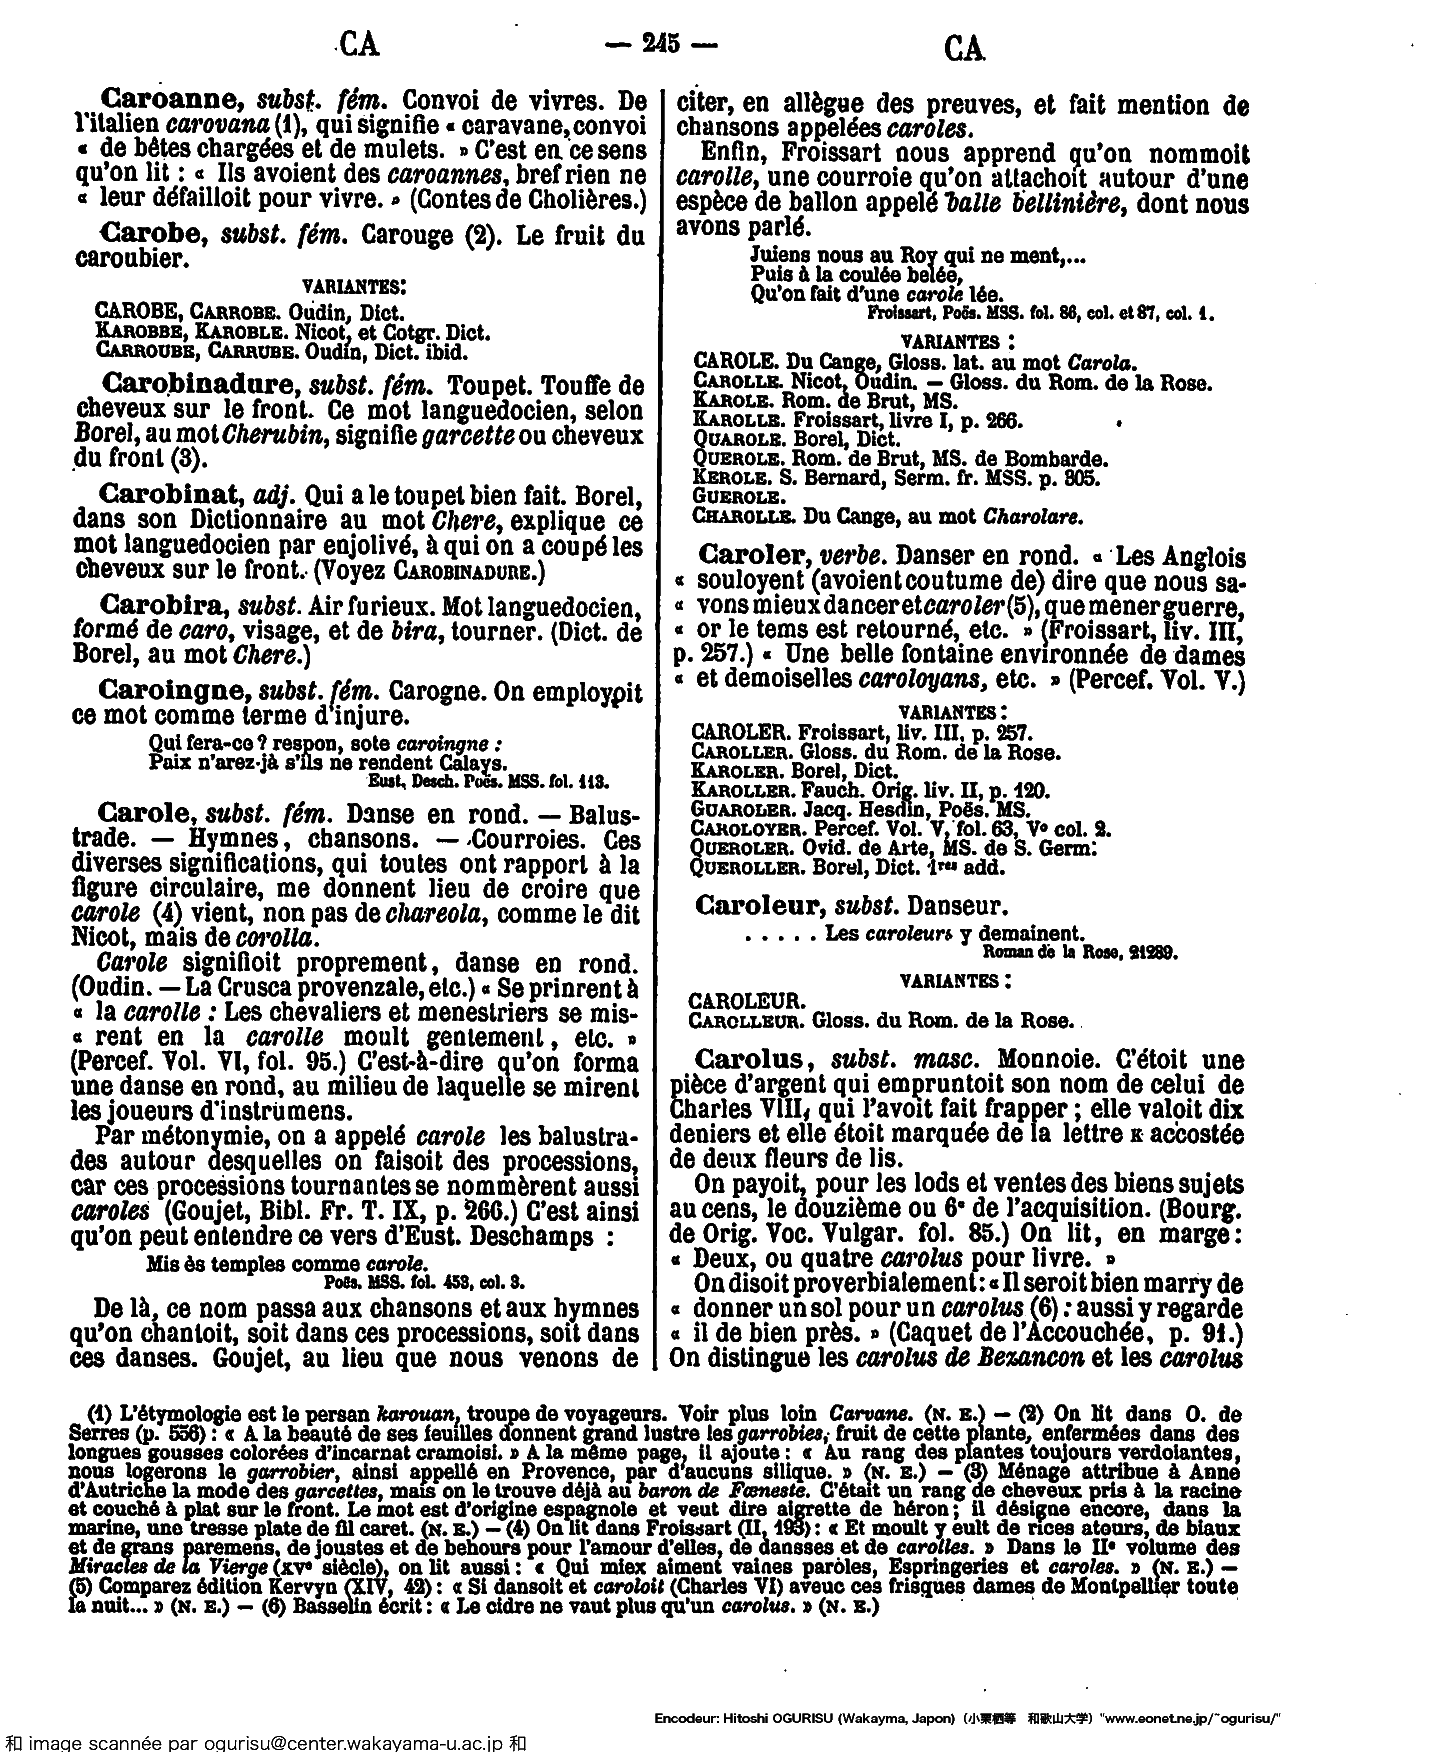 CA
— 245 —
CA
Caroanne, subst. fém. Convoi de vivres. De
l'italien carovana (1), qui signifie « caravane, convoi
« de bêtes chargées et de mulets. » C'est en ce sens
qu'on lit : « Ils avoient des caroannes, bref rien ne
« leur défailloit pour vivre. » (Contes de Cholières.)
Carobe, subst. fém. Carouge (2). Le fruit du
caroubier.
VARIANTES:
CAROBE, CARROBE. Oudin, Dict.
KAROBBE, KAROBLE. Nicot, et Cotgr. Dict.
CARROUBE, CARRUBE. Oudin, Dict. ibid.
Carobinadure, subst. fém. Toupet. Touffe de
cheveux sur le front. Ce mot languedocien, selon
Borel, au mot Cherubin, signifie garcette ou cheveux
du front (3).
Carobinat, adj. Qui a le toupet bien fait. Borel,
dans son Dictionnaire au mot Chere, explique ce
mot languedocien par enjolivé, à qui on a coupé les
cheveux sur le front. (Voyez CAROBINADURE.)
Carobira, subst. Air furieux. Mot languedocien,
formé de caro, visage, et de bira, tourner. (Dict. de
Borel, au mot Chere.)
Caroingne, subst. fém. Carogne. On employoit
ce mot comme terme d'injure.
Qui fera-ce ? respon, sote caroingne :
Paix n'arez-jà s'ils ne rendent Calays.
Eust, Desch. Poës. MSS. fol. 113.
Carole, subst. fém. Danse en rond. — Balus-
trade. — Hymnes, chansons. — Courroies. Ces
diverses significations, qui toutes ont rapport à la
figure circulaire, me donnent lieu de croire que
carole (4) vient, non pas de chareola, comme le dit
Nicot, mais de corolla.
Carole signifioit proprement, danse en rond.
(Oudin. — La Crusca provenzale, etc.) « Se prinrent à
« la carolle : Les chevaliers et menestriers se mis-
« rent en la carolle moult gentement, etc. »
(Percef. Vol. VI, fol. 95.) C'est-à-dire qu'on forma
une danse en rond, au milieu de laquelle se mirent
les joueurs d'instrumens.
Par métonymie, on a appelé carole les balustra-
des autour desquelles on faisoit des processions,
car ces processions tournantes se nommèrent aussi
caroles (Goujet, Bibl. Fr. T. IX, p. 266.) C'est ainsi
qu'on peut entendre ce vers d'Eust. Deschamps :
Mis ès temples comme carole.
Poës. MSS. fol. 453, col. 3.
De là, ce nom passa aux chansons et aux hymnes
qu'on chantoit, soit dans ces processions, soit dans
ces danses. Goujet, au lieu que nous venons de
citer, en allègue des preuves, et fait mention de
chansons appelées caroles.
Enfin, Froissart nous apprend qu'on nommoit
carolle, une courroie qu'on attachoit autour d'une
espèce de ballon appelé balle bellinière, dont nous
avons parlé.
Juiens nous au Roy qui ne ment,...
Puis à la coulée belée,
Qu'on fait d'une carole lée.
Froissart, Poës. MSS. fol. 86, col. et 87, col. 1.
VARIANTES :
CAROLE. Du Cange, Gloss. lat. au mot Carola.
CAROLLE. Nicot, Oudin. — Gloss. du Rom. de la Rose.
KAROLE. Rom. de Brut, MS.
KAROLLE. Froissart, livre I, p. 266.
QUAROLE. Borel, Dict.
QUEROLE. Rom. de Brut, MS. de Bombarde.
KEROLE. S. Bernard, Serm. fr. MSS. p. 305.
GUEROLE.
CHAROLLE. Du Cange, au mot Charolare.
Caroler, verbe. Danser en rond. « Les Anglois
« souloyent (avoient coutume de) dire que nous sa-
« vons mieux dancer et caroler (5), que mener guerre,
« or le tems est retourné, etc. » (Froissart, liv. III,
p. 257.) « Une belle fontaine environnée de dames
« et demoiselles caroloyans, etc. » (Percef. Vol. V.)
VARIANTES :
CAROLER. Froissart, liv. III, p. 257.
CAROLLER. Gloss. du Rom. de la Rose.
KAROLER. Borel, Dict.
KAROLLER. Fauch. Orig. liv. II, p. 120.
GUAROLER. Jacq. Hesdin, Poës. MS.
CAROLOYER. Percef. Vol. V, fol. 63, Vº col. 2.
QUEROLER. Ovid. de Arte, MS. de S. Germ.
QUEROLLER. Borel, Dict. 1res add.
Caroleur, subst. Danseur.
. . . . . Les caroleurs y demainent.
Roman de la Rose, 21289.
VARIANTES :
CAROLEUR.
CAROLLEUR. Gloss. du Rom. de la Rose.
Carolus, subst. masc. Monnoie. C'étoit une
pièce d'argent qui empruntoit son nom de celui de
Charles VIII, qui l'avoit fait frapper ; elle valoit dix
deniers et elle étoit marquée de la lettre K accostée
de deux fleurs de lis.
On payoit, pour les lods et ventes des biens sujets
au cens, le douzième ou 6e de l'acquisition. (Bourg.
de Orig. Voc. Vulgar. fol. 85.) On lit, en marge :
« Deux, ou quatre carolus pour livre. »
On disoit proverbialement : « Il seroit bien marry de
« donner un sol pour un carolus (6) : aussi y regarde
« il de bien près. » (Caquet de l'Accouchée, p. 91.)
On distingue les carolus de Bezancon et les carolus
(1) L'étymologie est le persan karouan, troupe de voyageurs. Voir plus loin Carvane. (N. E.) — (2) On lit dans O. de
Serres (p. 556) : « A la beauté de ses feuilles donnent grand lustre les garrobies, fruit de cette plante, enfermées dans des
longues gousses colorées d'incarnat cramoisi. » A la même page, il ajoute : « Au rang des plantes toujours verdoiantes,
nous logerons le garrobier, ainsi appellé en Provence, par d'aucuns silique. » (N. E.) — (3) Ménage attribue à Anne
d'Autriche la mode des garcettes, mais on le trouve déjà au baron de Fœneste. C'était un rang de cheveux pris à la racine
et couché à plat sur le front. Le mot est d'origine espagnole et veut dire aigrette de héron ; il désigne encore, dans la
marine, une tresse plate de fil caret. (N. E.) — (4) On lit dans Froissart (II, 193) : « Et moult y eult de rices atours, de biaux
et de grans paremens, de joustes et de behours pour l'amour d'elles, de dansses et de carolles. » Dans le IIe volume des
Miracles de la Vierge (XVe siècle), on lit aussi : « Qui miex aiment vaines paroles, Espringeries et caroles. » (N. E.) —
(5) Comparez édition Kervyn (XIV, 42) : « Si dansoit et caroloit (Charles VI) aveuc ces frisques dames de Montpellier toute
la nuit... » (N. E.) — (6) Basselin écrit : « Le cidre ne vaut plus qu'un carolus. » (N. E.)
Encodeur: Hitoshi OGURISU (Wakayma, Japon) (小栗栖等 和歌山大学) "www.eonet.ne.jp/~ogurisu/"
和 image scannée par ogurisu@center.wakayama-u.ac.jp 和